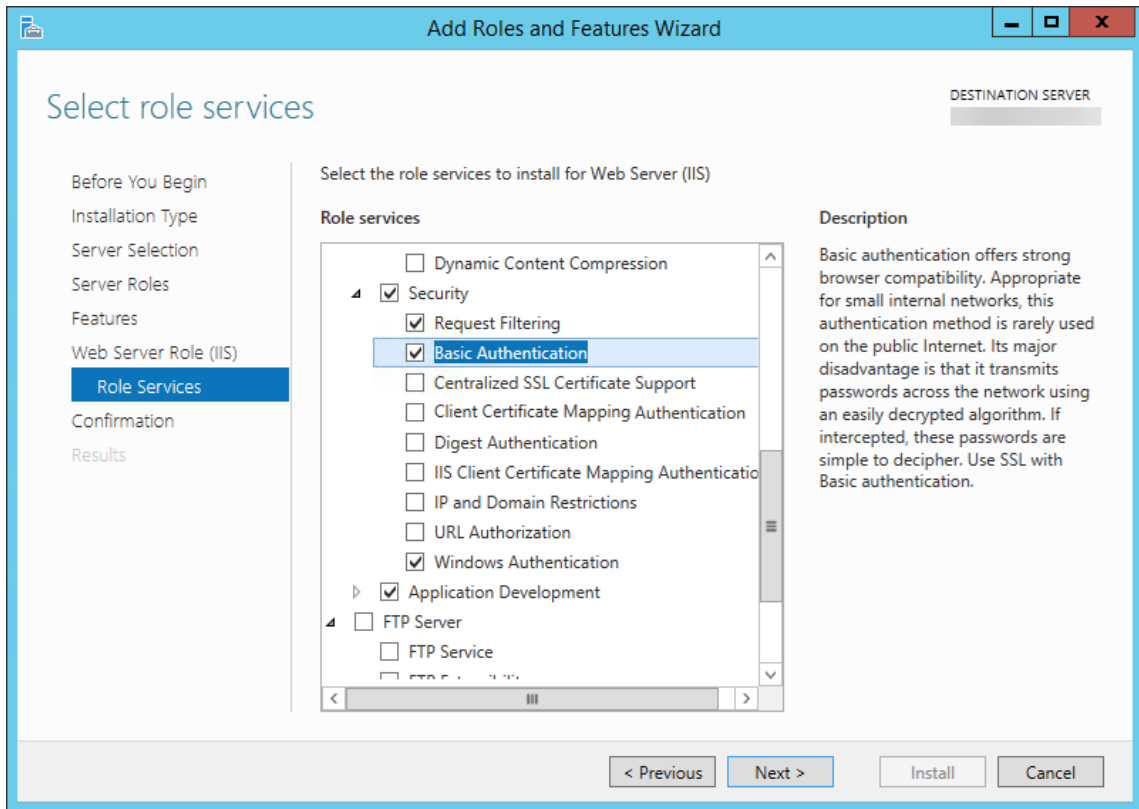 Add Roles and Features Wizard
Select role services
DESTINATION SERVER
Before You Begin
Installation Type
Server Selection
Server Roles
Features
Web Server Role (IIS)
Role Services
Confirmation
Results
Select the role services to install for Web Server (IIS)
Role services
Dynamic Content Compression
Security
Request Filtering
Basic Authentication
Centralized SSL Certificate Support
Client Certificate Mapping Authentication
Digest Authentication
IIS Client Certificate Mapping Authenticatio
IP and Domain Restrictions
URL Authorization
Windows Authentication
Application Development
FTP Server
FTP Service
Description
Basic authentication offers strong
browser compatibility. Appropriate
for small internal networks, this
authentication method is rarely used
on the public Internet. Its major
disadvantage is that it transmits
passwords across the network using
an easily decrypted algorithm. If
intercepted, these passwords are
simple to decipher. Use SSL with
Basic authentication.
< Previous
Next >
Install
Cancel